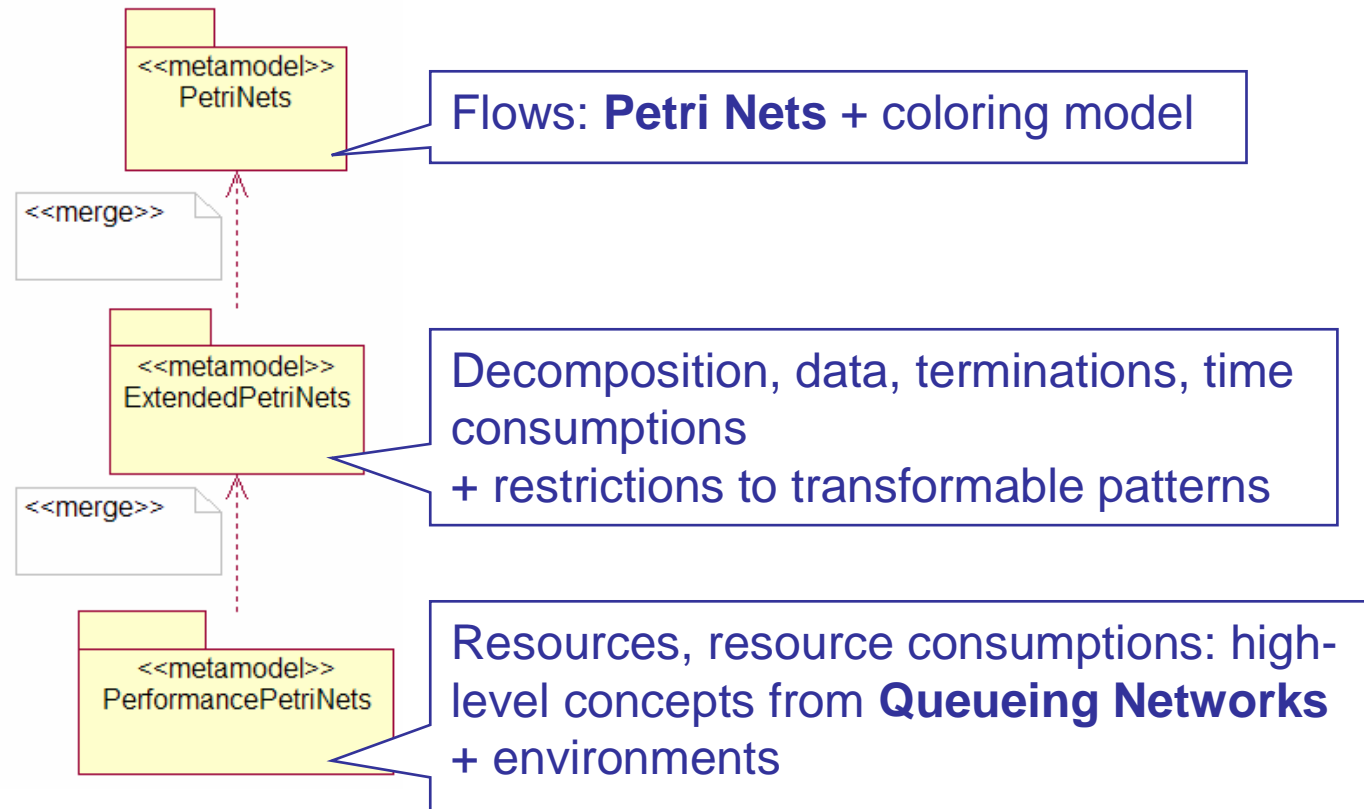 <<metamodel>>
PetriNets
Flows: Petri Nets + coloring model
<<merge>>
<<metamodel>>
ExtendedPetriNets
Decomposition, data, terminations, time
consumptions
+ restrictions to transformable patterns
<<merge>>
<<metamodel>>
PerformancePetriNets
Resources, resource consumptions: high-
level concepts from Queueing Networks
+ environments